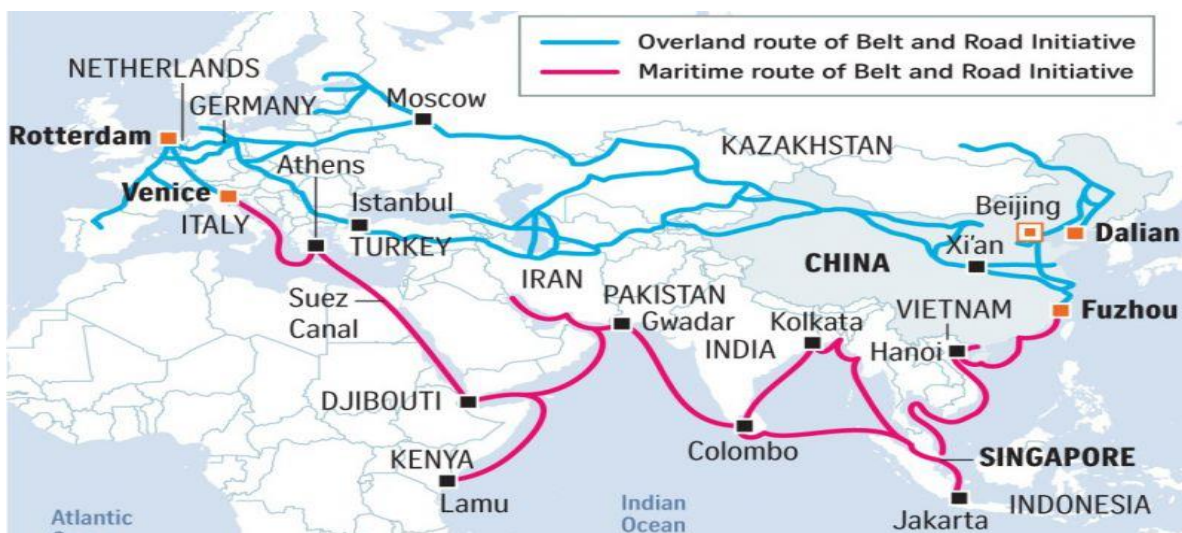 Overland route of Belt and Road Initiative
Maritime route of Belt and Road Initiative
NETHERLANDS
GERMANY
Moscow
Rotterdam
KAZAKHSTAN
Athens
Venice
Istanbul
Beijing
ITALY
TURKEY
Xi'an
Dalian
IRAN
CHINA
Suez
Canal
PAKISTAN
Gwadar
VIETNAM
Fuzhou
Kolkata
INDIA
Hanoi
DJIBOUTI
Colombo
KENYA
SINGAPORE
Lamu
Indian
Ocean
INDONESIA
Jakarta
Atlantic